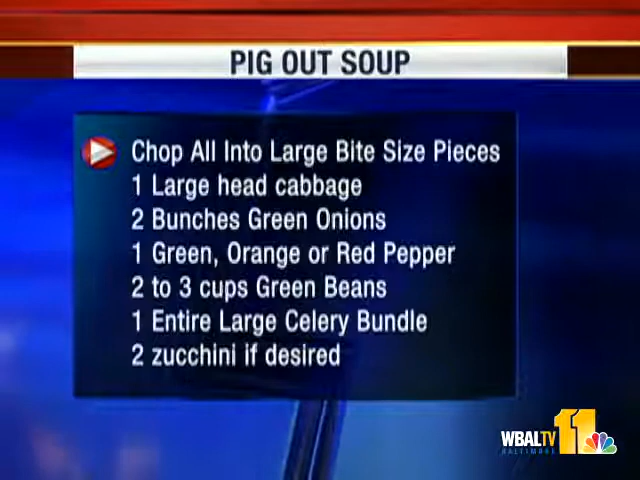 PIG OUT SOUP
Chop All Into Large Bite Size Pieces
1 Large head cabbage
2 Bunches Green Onions
1 Green, Orange or Red Pepper
2 to 3 cups Green Beans
1 Entire Large Celery Bundle
2 zucchini if desired
WBALTV 11
BALTIMORE